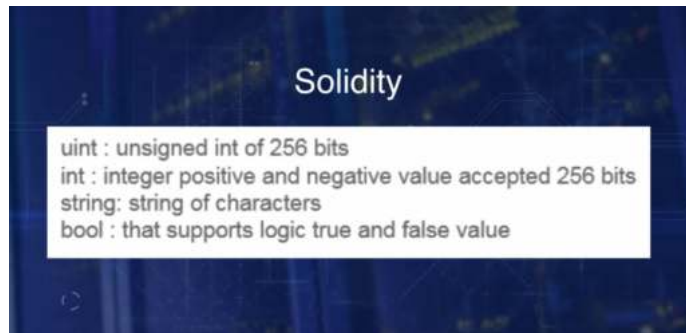 Solidity
uint : unsigned int of 256 bits
int : integer positive and negative value accepted 256 bits
string: string of characters
bool : that supports logic true and false value